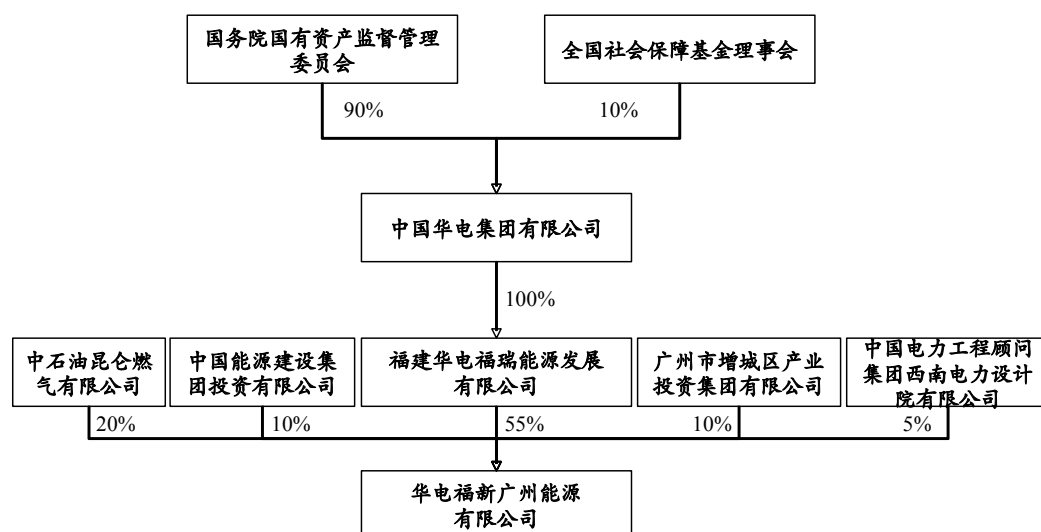 国务院国有资产监督管理
委员会
全国社会保障基金理事会
90%
10%
中国华电集团有限公司
100%
中石油昆仑燃
气有限公司
中国能源建设集
团投资有限公司
福建华电福瑞能源发展
有限公司
广州市增城区产业
投资集团有限公司
中国电力工程顾问
集团西南电力设计
院有限公司
20%
10%
55%
10%
5%
华电福新广州能源
有限公司